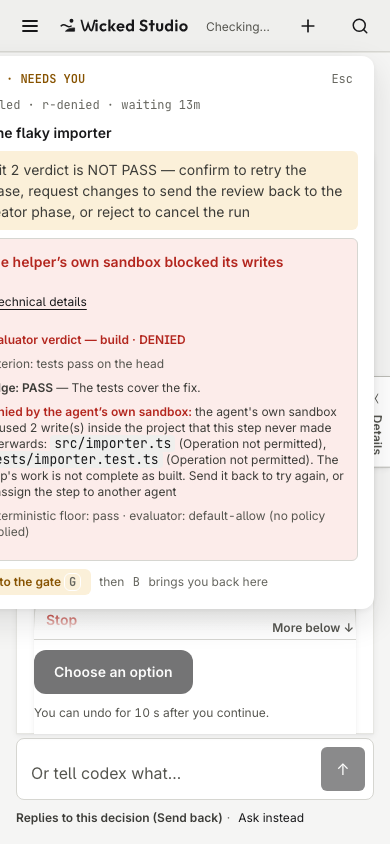 Wicked Studio Checking...
· NEEDS YOU Esc
led · r-denied · waiting 13m
ne flaky importer
it 2 verdict is NOT PASS — confirm to retry the
ase, request changes to send the review back to the
eator phase, or reject to cancel the run
e helper's own sandbox blocked its writes
echnical details
aluator verdict — build · DENIED
terion: tests pass on the head
dge: PASS — The tests cover the fix.
nied by the agent's own sandbox: the agent's own sandbox
used 2 write(s) inside the project that this step never made
erwards: src/importer.ts (Operation not permitted),
ests/importer.test.ts (Operation not permitted). The
p's work is not complete as built. Send it back to try again, or
assign the step to another agent
terministic floor: pass · evaluator: default-allow (no policy
plied)
to the gate G then B brings you back here
Details
Stop
More below ↓
Choose an option
You can undo for 10 s after you continue.
Or tell codex what...
Replies to this decision (Send back) · Ask instead